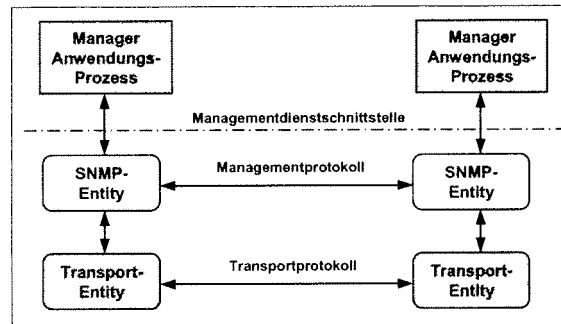 Manager
Anwendungs-
Prozess
Manager
Anwendungs-
Prozess
Managementdienstschnittstelle
SNMP-
Entity
Managementprotokoll
SNMP-
Entity
Transport-
Entity
Transportprotokoll
Transport-
Entity